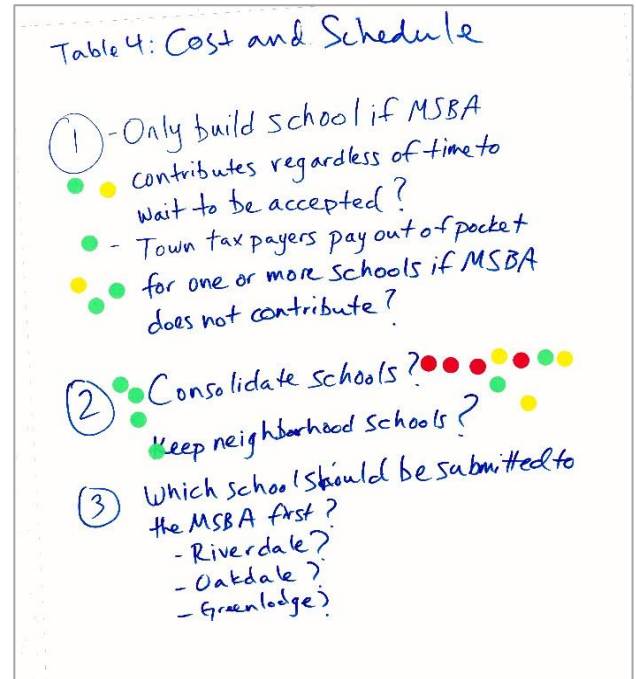 Table 4: Cost and Schedule
1 - Only build school if MSBA
contributes regardless of time to
wait to be accepted?
- Town tax payers pay out of pocket
for one or more schools if MSBA
does not contribute?
2 Consolidate schools?
Keep neighborhood schools?
3 Which school should be submitted to
the MSBA first?
- Riverdale?
- Oakdale?
- Greenlodge?